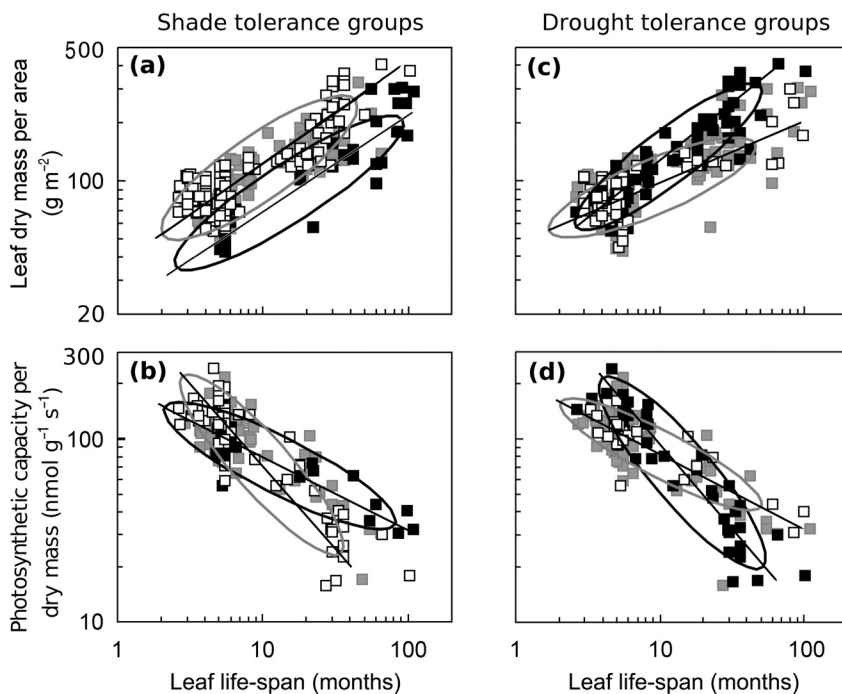 Shade tolerance groups
Drought tolerance groups
500
100
20
Leaf dry mass per area
(g m⁻²)
(a)
(c)
300
100
10
Photosynthetic capacity per
dry mass (nmol g⁻¹ s⁻¹)
(b)
(d)
1
10
100
1
10
100
Leaf life-span (months)
Leaf life-span (months)